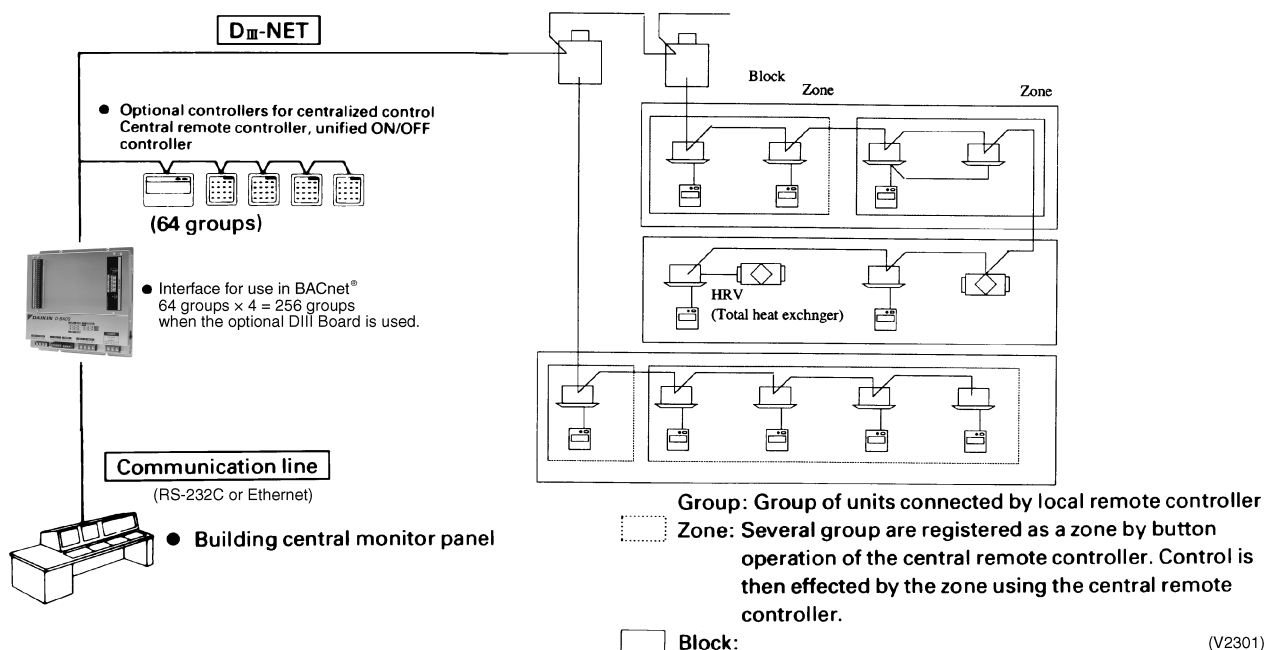 DIII-NET
● Optional controllers for centralized control
Central remote controller, unified ON/OFF
controller
(64 groups)
DAIKIN D-BACS
● Interface for use in BACnet®
64 groups × 4 = 256 groups
when the optional DIII Board is used.
Communication line
(RS-232C or Ethernet)
● Building central monitor panel
Block
Zone
Zone
HRV
(Total heat exchnger)
Group: Group of units connected by local remote controller
Zone: Several group are registered as a zone by button
operation of the central remote controller. Control is
then effected by the zone using the central remote
controller.
Block:
(V2301)